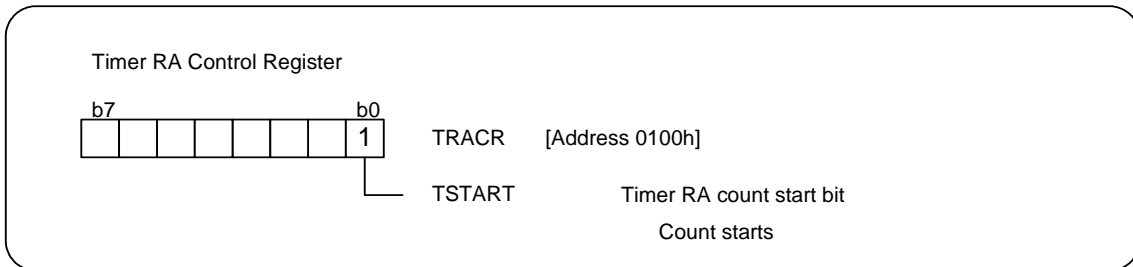 Timer RA Control Register
b7 b0
1 TRACR [Address 0100h]
TSTART Timer RA count start bit
Count starts